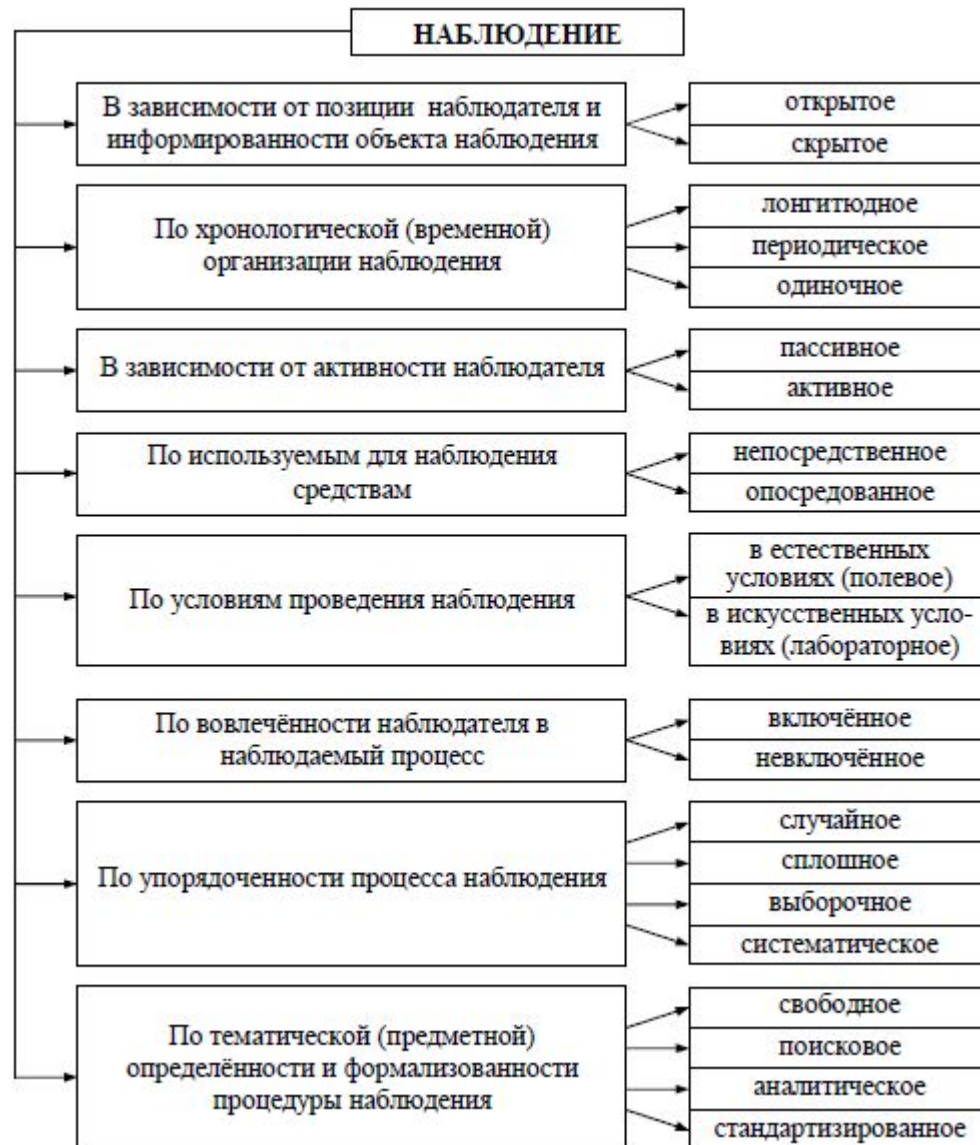 НАБЛЮДЕНИЕ
В зависимости от позиции наблюдателя и
информированности объекта наблюдения
открытое
скрытое
По хронологической (временной)
организации наблюдения
лонгитюдное
периодическое
одиночное
В зависимости от активности наблюдателя
пассивное
активное
По используемым для наблюдения
средствам
непосредственное
опосредованное
По условиям проведения наблюдения
в естественных
условиях (полевое)
в искусственных усло-
виях (лабораторное)
По вовлечённости наблюдателя в
наблюдаемый процесс
включённое
невключённое
По упорядоченности процесса наблюдения
случайное
сплошное
выборочное
систематическое
По тематической (предметной)
определённости и формализованности
процедуры наблюдения
свободное
поисковое
аналитическое
стандартизированное